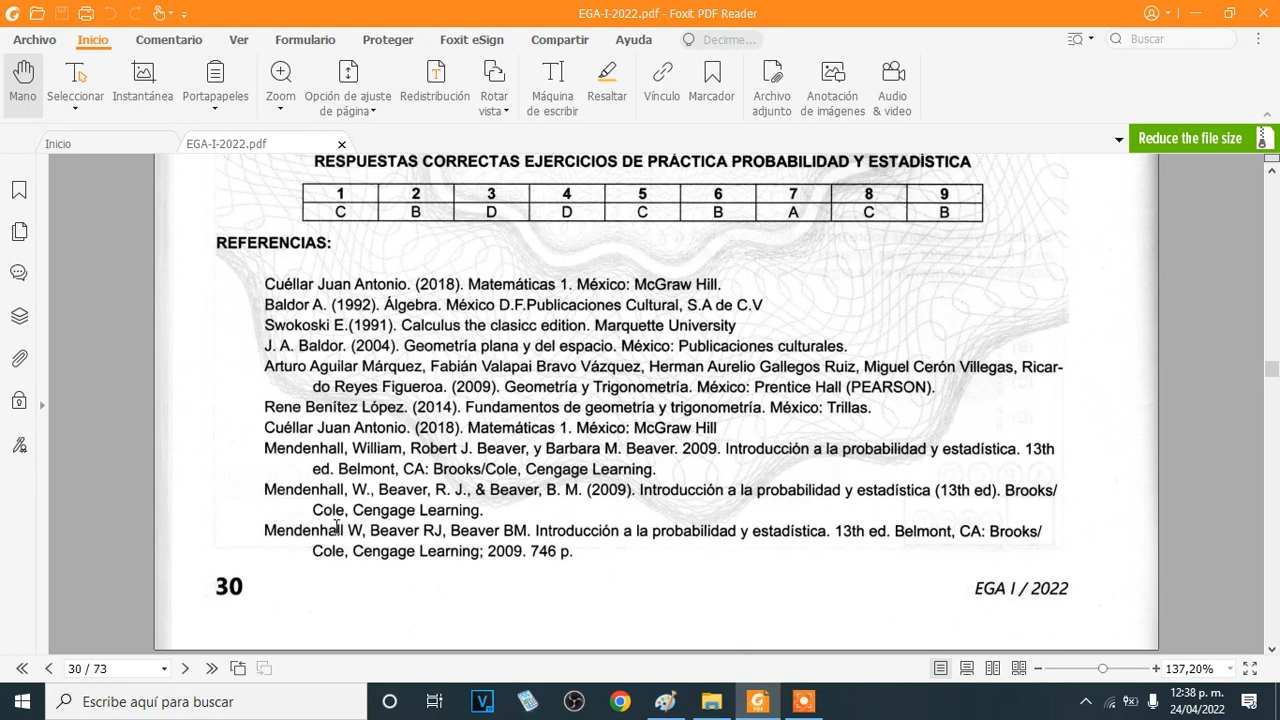 EGA-I-2022.pdf - Foxit PDF Reader
Archivo Inicio Comentario Ver Formulario Proteger Foxit eSign Compartir Ayuda Decirme... Buscar
Mano Seleccionar Instantánea Portapapeles Zoom Opción de ajuste de página Redistribución Rotar vista Máquina de escribir Resaltar Vínculo Marcador Archivo adjunto Anotación de imágenes Audio & video
Inicio EGA-I-2022.pdf Reduce the file size
RESPUESTAS CORRECTAS EJERCICIOS DE PRÁCTICA PROBABILIDAD Y ESTADÍSTICA
1 2 3 4 5 6 7 8 9
C B D D C B A C B
REFERENCIAS:
Cuéllar Juan Antonio. (2018). Matemáticas 1. México: McGraw Hill.
Baldor A. (1992). Álgebra. México D.F.Publicaciones Cultural, S.A de C.V
Swokoski E.(1991). Calculus the clasicc edition. Marquette University
J. A. Baldor. (2004). Geometría plana y del espacio. México: Publicaciones culturales.
Arturo Aguilar Márquez, Fabián Valapai Bravo Vázquez, Herman Aurelio Gallegos Ruiz, Miguel Cerón Villegas, Ricar-
do Reyes Figueroa. (2009). Geometría y Trigonometría. México: Prentice Hall (PEARSON).
Rene Benítez López. (2014). Fundamentos de geometría y trigonometría. México: Trillas.
Cuéllar Juan Antonio. (2018). Matemáticas 1. México: McGraw Hill
Mendenhall, William, Robert J. Beaver, y Barbara M. Beaver. 2009. Introducción a la probabilidad y estadística. 13th
ed. Belmont, CA: Brooks/Cole, Cengage Learning.
Mendenhall, W., Beaver, R. J., & Beaver, B. M. (2009). Introducción a la probabilidad y estadística (13th ed). Brooks/
Cole, Cengage Learning.
Mendenhall W, Beaver RJ, Beaver BM. Introducción a la probabilidad y estadística. 13th ed. Belmont, CA: Brooks/
Cole, Cengage Learning; 2009. 746 p.
30 EGA I / 2022
30 / 73 137,20%
Escribe aquí para buscar
12:38 p. m.
24/04/2022